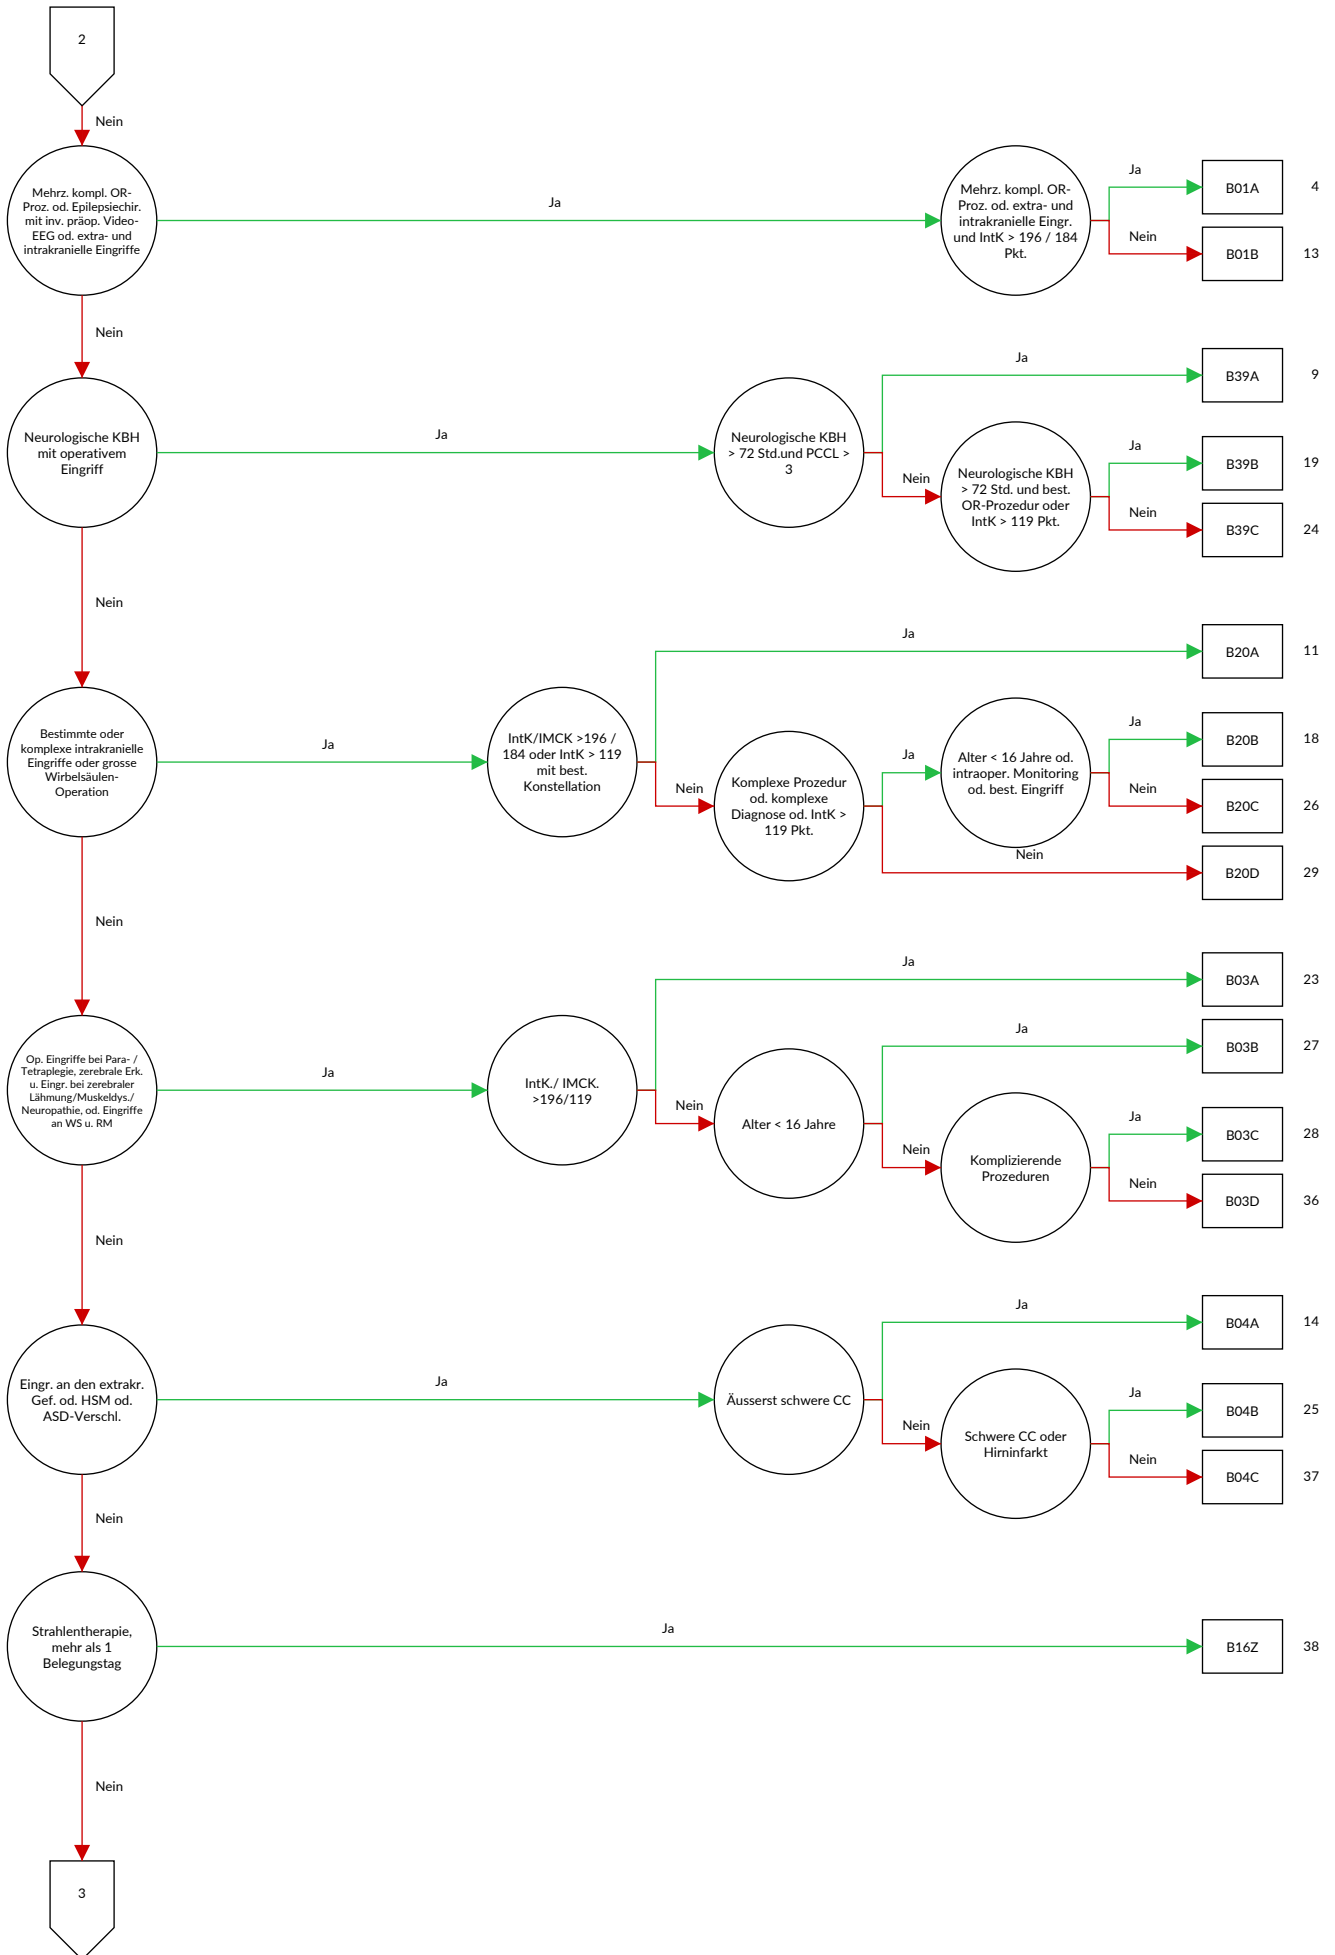 2
Nein
Mehrz. kompl. OR-
Proz. od. Epilepsiechir.
mit inv. präop. Video-
EEG od. extra- und
intrakranielle Eingriffe
Ja
Mehrz. kompl. OR-
Proz. od. extra- und
intrakranielle Eingr.
und IntK > 196 / 184
Pkt.
Ja
B01A
4
Nein
B01B
13
Nein
Neurologische KBH
mit operativem
Eingriff
Ja
Neurologische KBH
> 72 Std.und PCCL >
3
Ja
B39A
9
Nein
Neurologische KBH
> 72 Std. und best.
OR-Prozedur oder
IntK > 119 Pkt.
Ja
B39B
19
Nein
B39C
24
Nein
Bestimmte oder
komplexe intrakranielle
Eingriffe oder grosse
Wirbelsäulen-
Operation
Ja
IntK/IMCK >196 /
184 oder IntK > 119
mit best.
Konstellation
Ja
B20A
11
Nein
Komplexe Prozedur
od. komplexe
Diagnose od. IntK >
119 Pkt.
Ja
Alter < 16 Jahre od.
intraoper. Monitoring
od. best. Eingriff
Ja
B20B
18
Nein
B20C
26
Nein
B20D
29
Nein
Op. Eingriffe bei Para- /
Tetraplegie, zerebrale Erk.
u. Eingr. bei zerebraler
Lähmung/Muskeldys./
Neuropathie, od. Eingriffe
an WS u. RM
Ja
IntK./ IMCK.
>196/119
Ja
B03A
23
Nein
Alter < 16 Jahre
Ja
B03B
27
Nein
Komplizierende
Prozeduren
Ja
B03C
28
Nein
B03D
36
Nein
Eingr. an den extrakr.
Gef. od. HSM od.
ASD-Verschl.
Ja
Äusserst schwere CC
Ja
B04A
14
Nein
Schwere CC oder
Hirninfarkt
Ja
B04B
25
Nein
B04C
37
Nein
Strahlentherapie,
mehr als 1
Belegungstag
Ja
B16Z
38
Nein
3